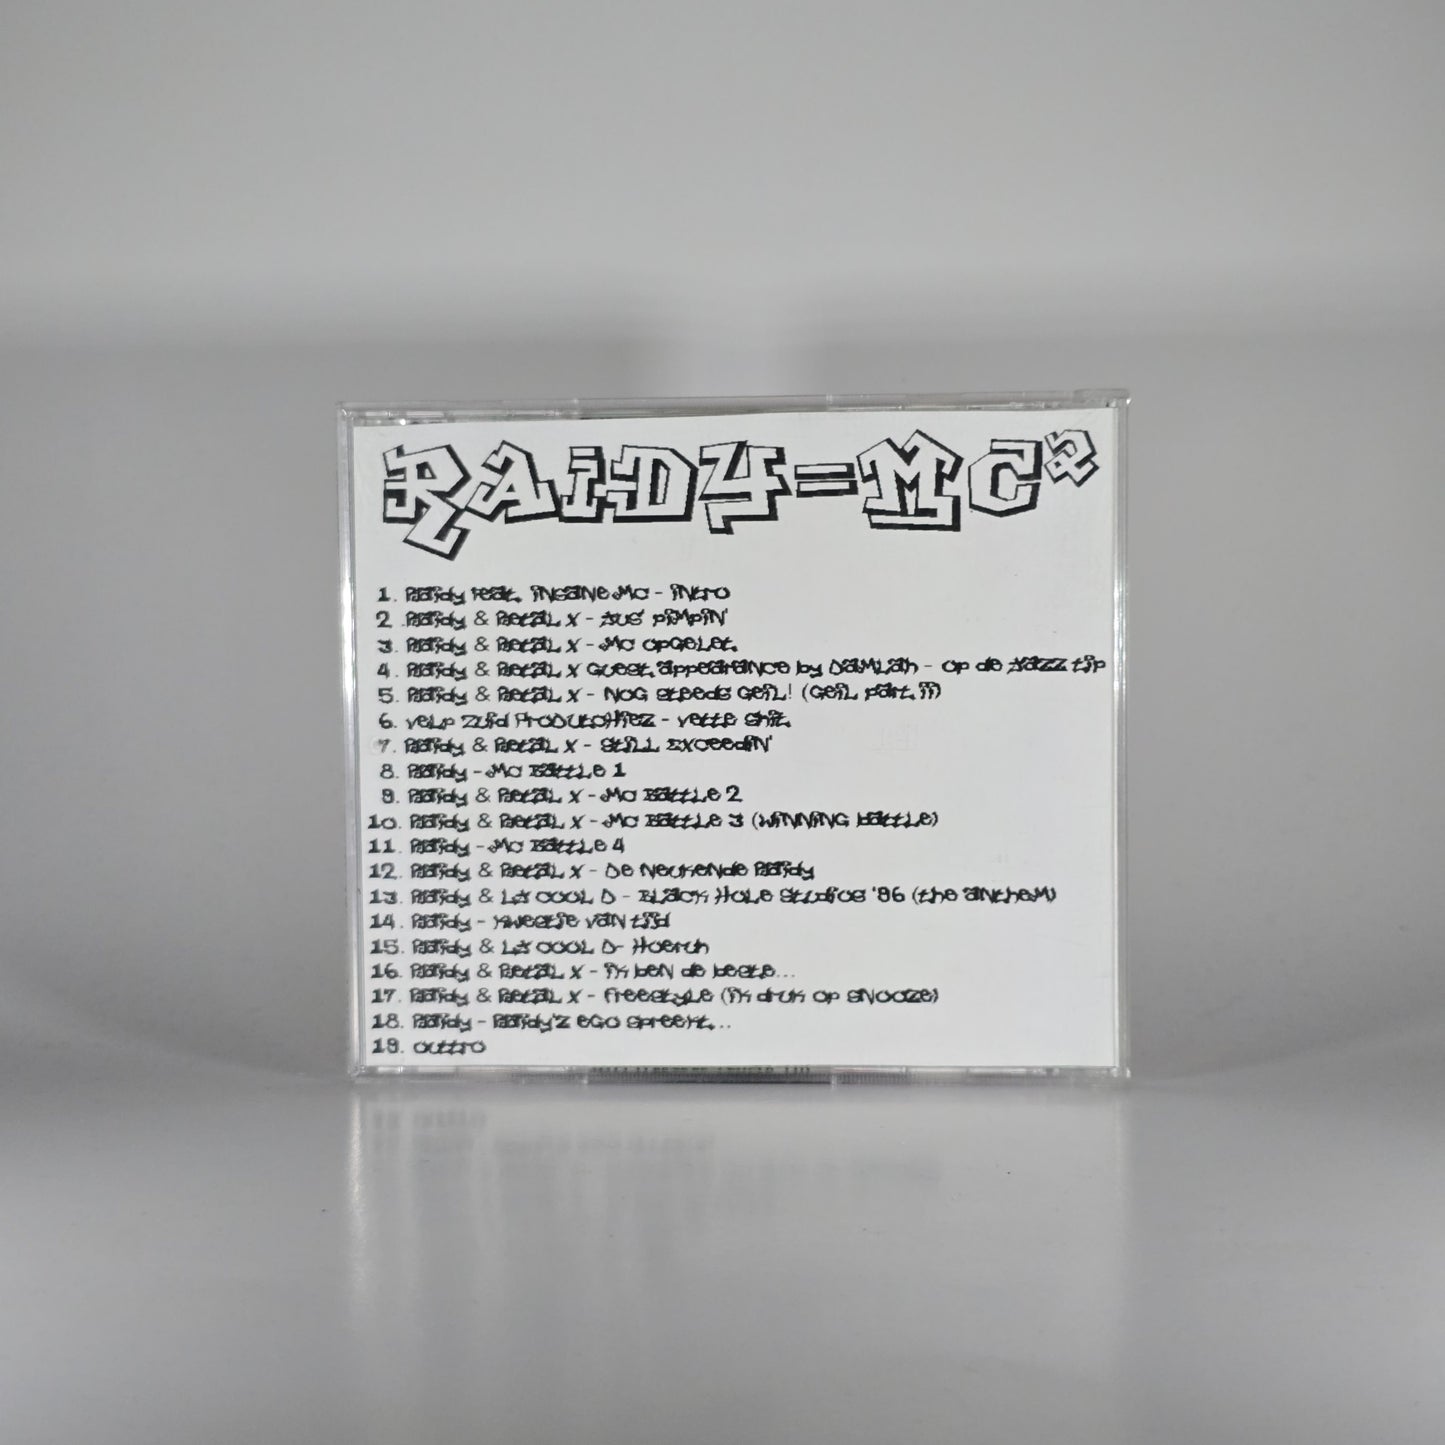 RAIDY=MC²
1. Raidy feat. Insane MC - Intro
2. Raidy & Retal X - Jus' Pimpin'
3. Raidy & Retal X - MC Opgelet
4. Raidy & Retal X guest appearance by Damlah - Op de Jazz tip
5. Raidy & Retal X - Nog steeds geil! (Geil part II)
6. Velp Zuid Produtchiez - Vette shit
7. Raidy & Retal X - Still Exceedin'
8. Raidy - MC Battle 1
9. Raidy & Retal X - MC Battle 2
10. Raidy & Retal X - MC Battle 3 (winning battle)
11. Raidy - MC Battle 4
12. Raidy & Retal X - De Neukende Raidy
13. Raidy & LJ Cool D - Black Hole Studios '96 (the anthem)
14. Raidy - Kweetje van tijd
15. Raidy & LJ Cool D- Hoeruh
16. Raidy & Retal X - Ik ben de beste...
17. Raidy & Retal X - Freestyle (ik druk op snooze)
18. Raidy - Raidy'z ego spreekt...
19. Outtro